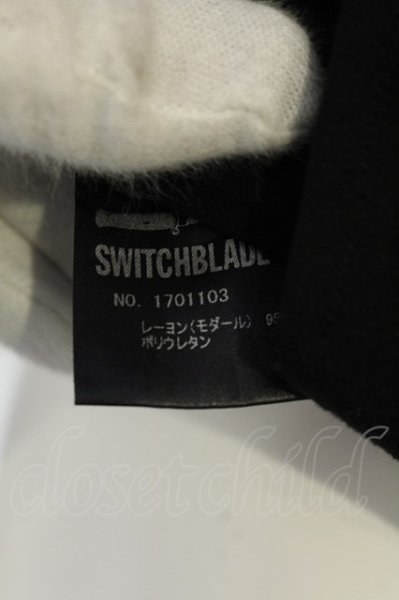 SWITCHBLADE
NO. 1701103
レーヨン(モダール) 95
ポリウレタン
closet child